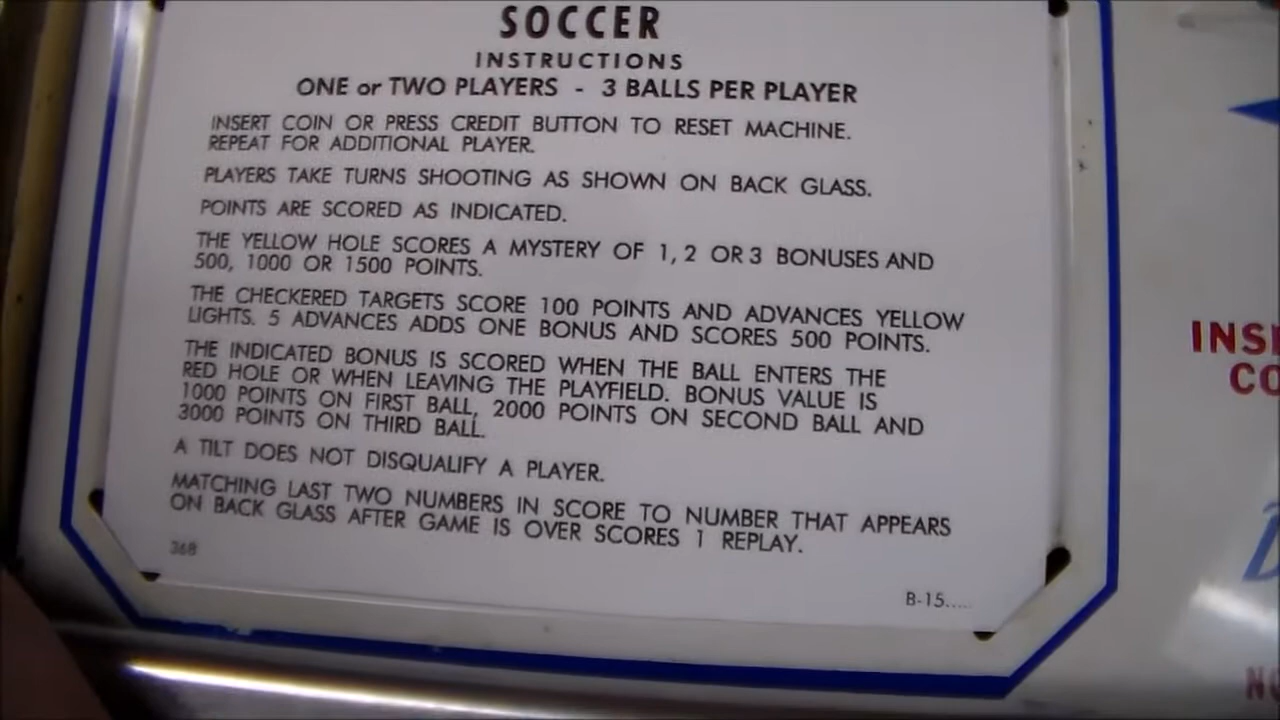 SOCCER
INSTRUCTIONS
ONE or TWO PLAYERS - 3 BALLS PER PLAYER
INSERT COIN OR PRESS CREDIT BUTTON TO RESET MACHINE.
REPEAT FOR ADDITIONAL PLAYER.
PLAYERS TAKE TURNS SHOOTING AS SHOWN ON BACK GLASS.
POINTS ARE SCORED AS INDICATED.
THE YELLOW HOLE SCORES A MYSTERY OF 1, 2 OR 3 BONUSES AND
500, 1000 OR 1500 POINTS.
THE CHECKERED TARGETS SCORE 100 POINTS AND ADVANCES YELLOW
LIGHTS. 5 ADVANCES ADDS ONE BONUS AND SCORES 500 POINTS.
THE INDICATED BONUS IS SCORED WHEN THE BALL ENTERS THE
RED HOLE OR WHEN LEAVING THE PLAYFIELD. BONUS VALUE IS
1000 POINTS ON FIRST BALL, 2000 POINTS ON SECOND BALL AND
3000 POINTS ON THIRD BALL.
A TILT DOES NOT DISQUALIFY A PLAYER.
MATCHING LAST TWO NUMBERS IN SCORE TO NUMBER THAT APPEARS
ON BACK GLASS AFTER GAME IS OVER SCORES 1 REPLAY.
368
B-15....
INSE
CO
NO